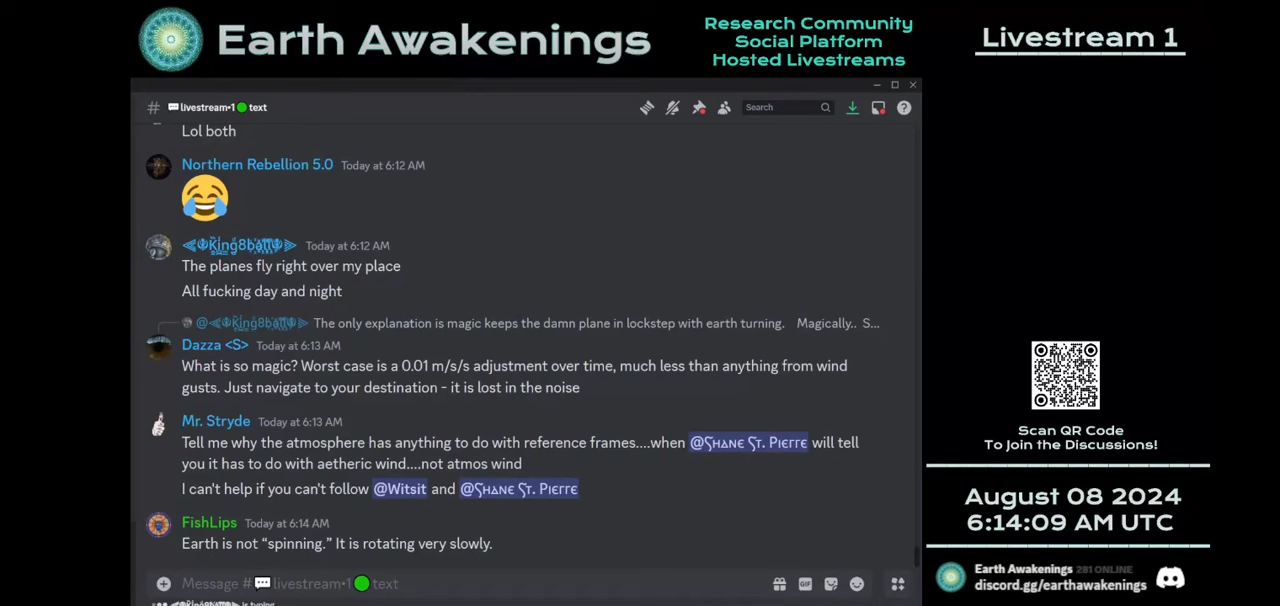 Earth Awakenings
Research Community
Social Platform
Hosted Livestreams
Livestream 1
# 💬livestream•1🟢text
Search
Lol both
Northern Rebellion 5.0 Today at 6:12 AM
😂
King8ball Today at 6:12 AM
The planes fly right over my place
All fucking day and night
@King8ball The only explanation is magic keeps the damn plane in lockstep with earth turning. Magically.. S...
Dazza <S> Today at 6:13 AM
What is so magic? Worst case is a 0.01 m/s/s adjustment over time, much less than anything from wind
gusts. Just navigate to your destination - it is lost in the noise
Mr. Stryde Today at 6:13 AM
Tell me why the atmosphere has anything to do with reference frames....when @Shane St. Pierre will tell
you it has to do with aetheric wind....not atmos wind
I can't help if you can't follow @Witsit and @Shane St. Pierre
FishLips Today at 6:14 AM
Earth is not “spinning.” It is rotating very slowly.
Message #💬livestream•1🟢text
GIF
is typing
Scan QR Code
To Join the Discussions!
August 08 2024
6:14:09 AM UTC
Earth Awakenings 281 ONLINE
discord.gg/earthawakenings